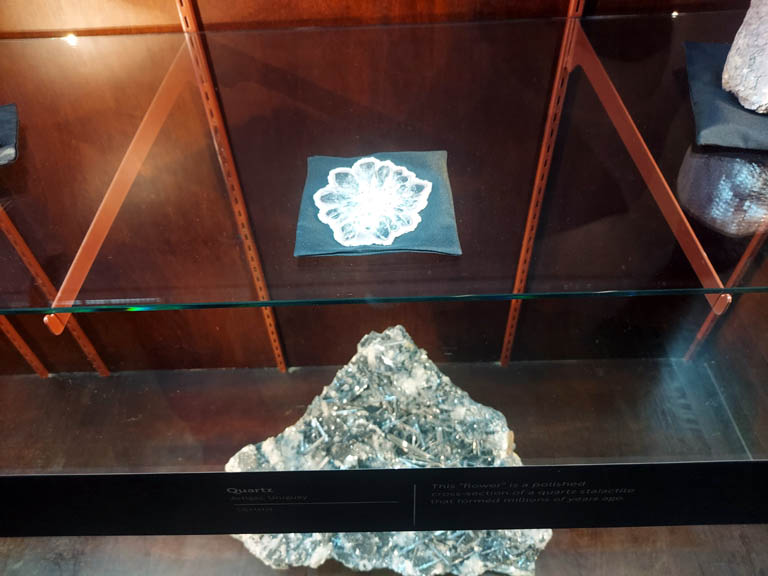 Quartz
Artigas, Uruguay
This "flower" is a polished
cross-section of a quartz stalactite
that formed millions of years ago.